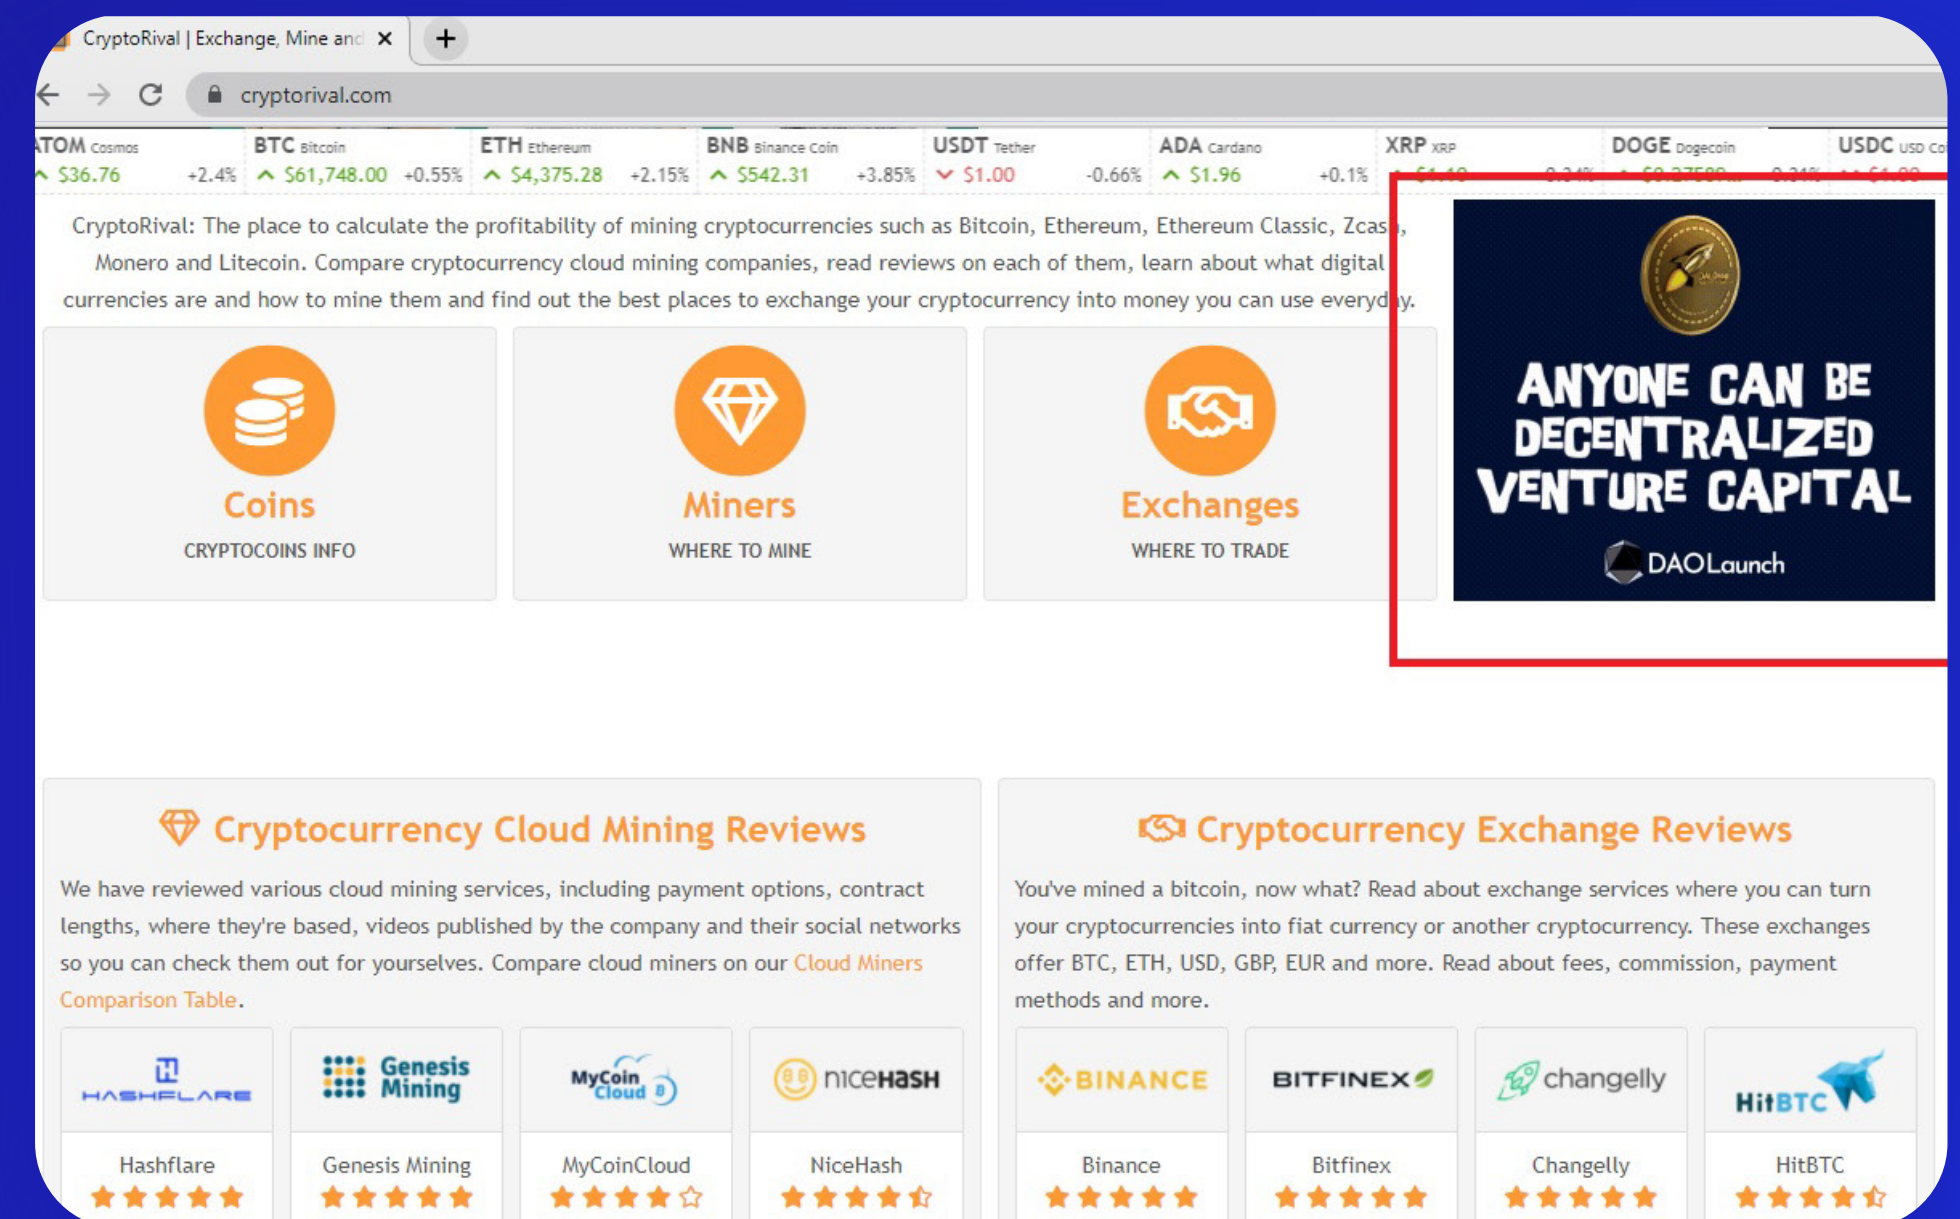 CryptoRival | Exchange, Mine and
cryptorival.com
ATOM Cosmos BTC Bitcoin ETH Ethereum BNB Binance Coin USDT Tether ADA Cardano XRP XRP DOGE Dogecoin USDC USD
$36.76 +2.4% $61,748.00 +0.55% $4,375.28 +2.15% $542.31 +3.85% $1.00 -0.66% $1.96 +0.1%
CryptoRival: The place to calculate the profitability of mining cryptocurrencies such as Bitcoin, Ethereum, Ethereum Classic, Zcash,
Monero and Litecoin. Compare cryptocurrency cloud mining companies, read reviews on each of them, learn about what digital
currencies are and how to mine them and find out the best places to exchange your cryptocurrency into money you can use everyday.
Coins
CRYPTOCOINS INFO
Miners
WHERE TO MINE
Exchanges
WHERE TO TRADE
ANYONE CAN BE
DECENTRALIZED
VENTURE CAPITAL
DAOLaunch
Cryptocurrency Cloud Mining Reviews
We have reviewed various cloud mining services, including payment options, contract
lengths, where they're based, videos published by the company and their social networks
so you can check them out for yourselves. Compare cloud miners on our Cloud Miners
Comparison Table.
HASHFLARE
Genesis
Mining
MyCoin
Cloud
NICEHASH
Hashflare
Genesis Mining
MyCoinCloud
NiceHash
Cryptocurrency Exchange Reviews
You've mined a bitcoin, now what? Read about exchange services where you can turn
your cryptocurrencies into fiat currency or another cryptocurrency. These exchanges
offer BTC, ETH, USD, GBP, EUR and more. Read about fees, commission, payment
methods and more.
BINANCE
BITFINEX
changelly
HitBTC
Binance
Bitfinex
Changelly
HitBTC